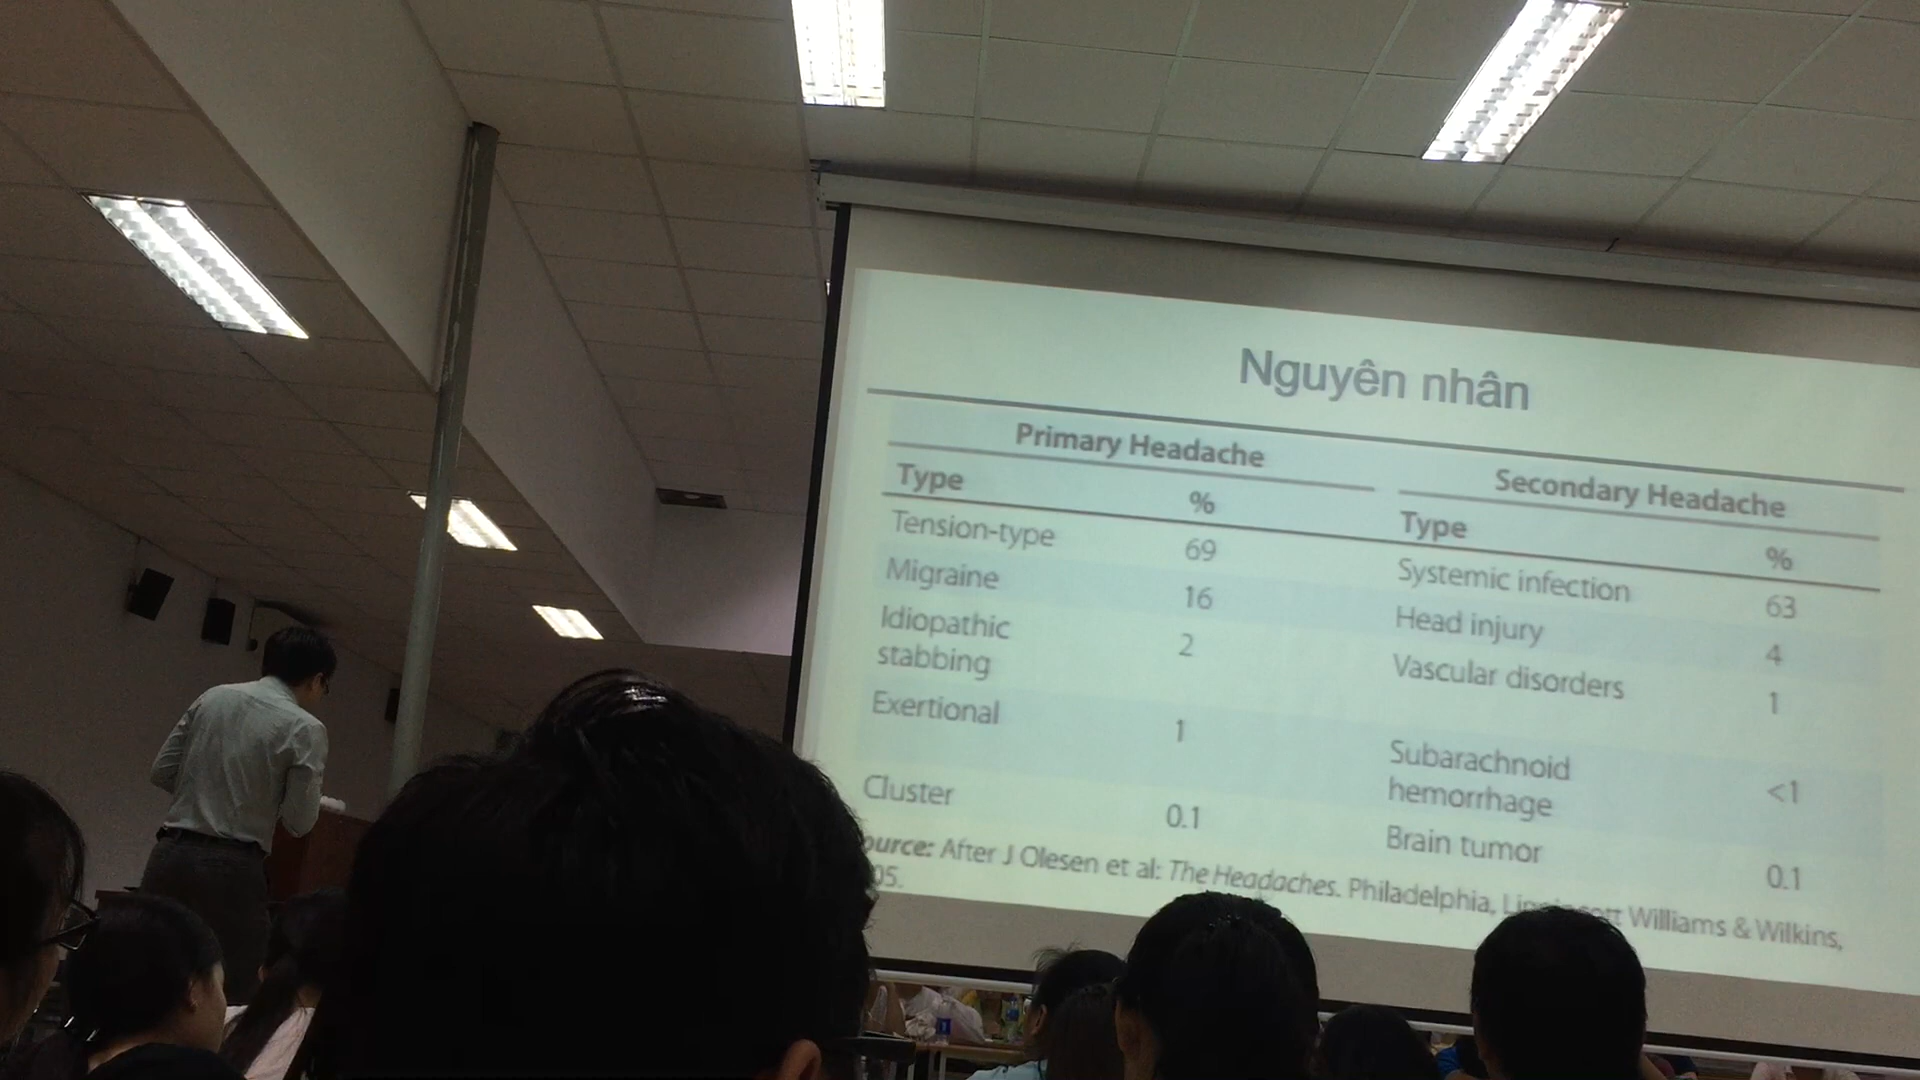 Nguyên nhân
Primary Headache Secondary Headache
Type % Type %
Tension-type 69 Systemic infection 63
Migraine 16 Head injury 4
Idiopathic 2 Vascular disorders 1
stabbing
Exertional 1 Subarachnoid <1
hemorrhage
Cluster 0.1 Brain tumor 0.1
After J Olesen et al: The Headaches. Philadelphia, Williams & Wilkins,